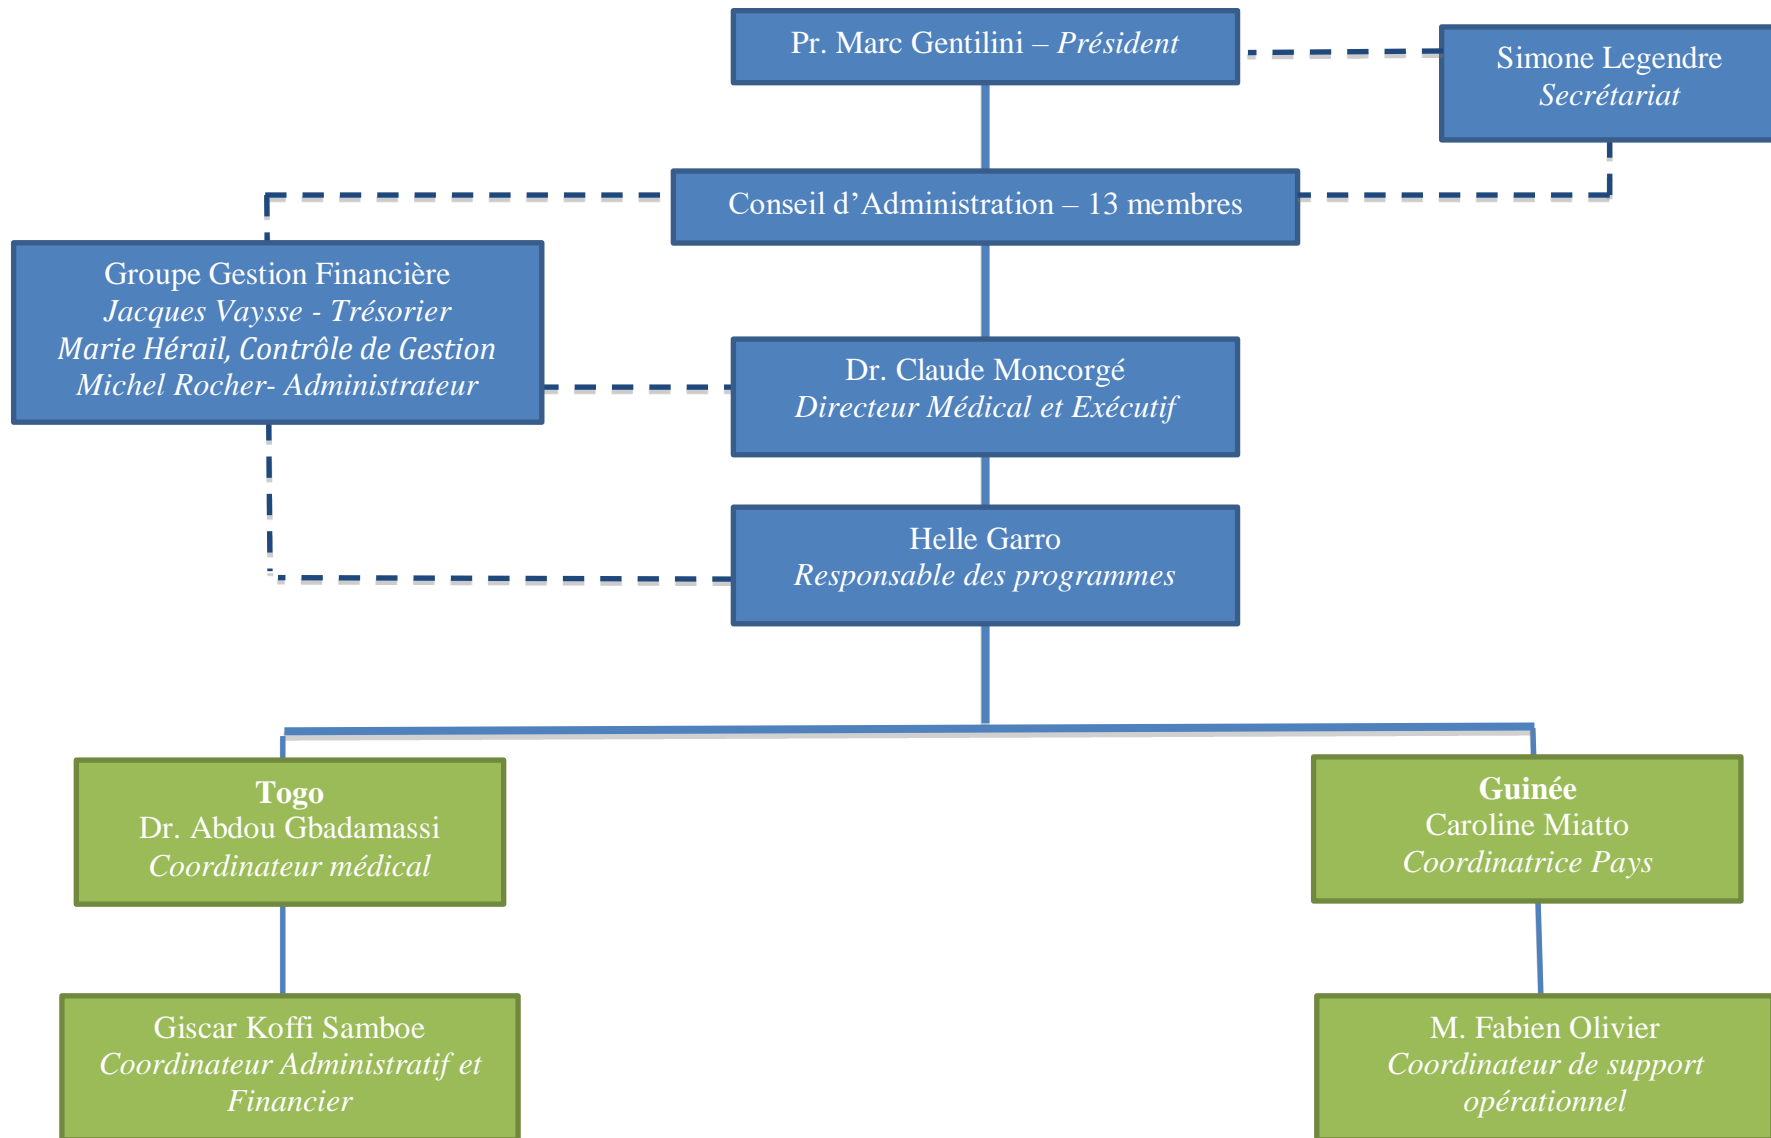 Pr. Marc Gentilini – Président
Simone Legendre
Secrétariat
Conseil d’Administration – 13 membres
Groupe Gestion Financière
Jacques Vaysse - Trésorier
Marie Hérail, Contrôle de Gestion
Michel Rocher- Administrateur
Dr. Claude Moncorgé
Directeur Médical et Exécutif
Helle Garro
Responsable des programmes
Togo
Dr. Abdou Gbadamassi
Coordinateur médical
Guinée
Caroline Miatto
Coordinatrice Pays
Giscar Koffi Samboe
Coordinateur Administratif et
Financier
M. Fabien Olivier
Coordinateur de support
opérationnel